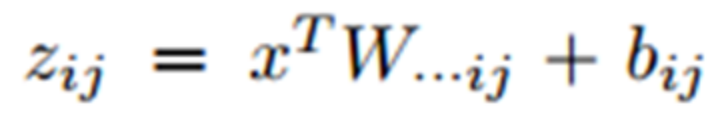 z_{ij} = x^T W_{...ij} + b_{ij}